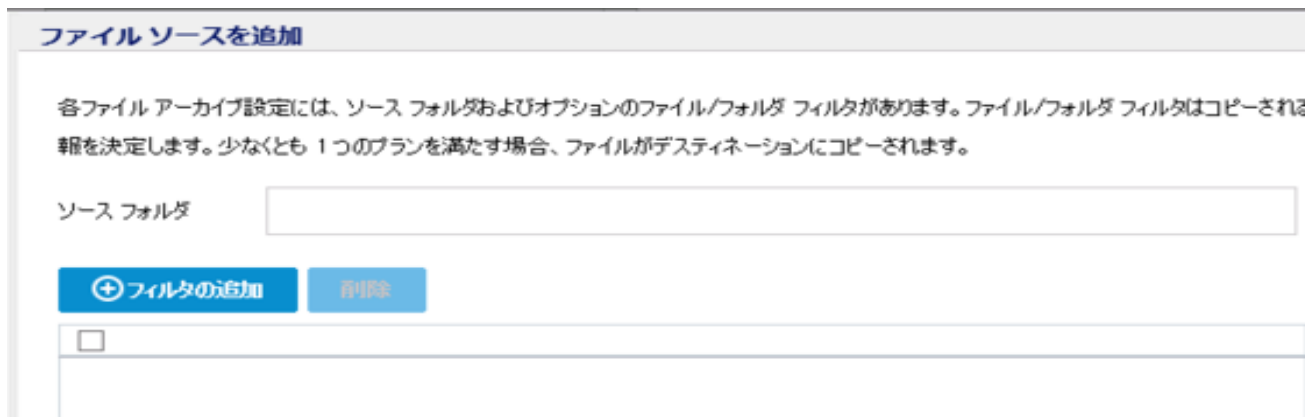 ファイル ソースを追加
各ファイル アーカイブ設定には、ソース フォルダおよびオプションのファイル/フォルダ フィルタがあります。ファイル/フォルダ フィルタはコピーされる
報を決定します。少なくとも 1 つのプランを満たす場合、ファイルがデスティネーションにコピーされます。
ソース フォルダ
フィルタの追加 削除